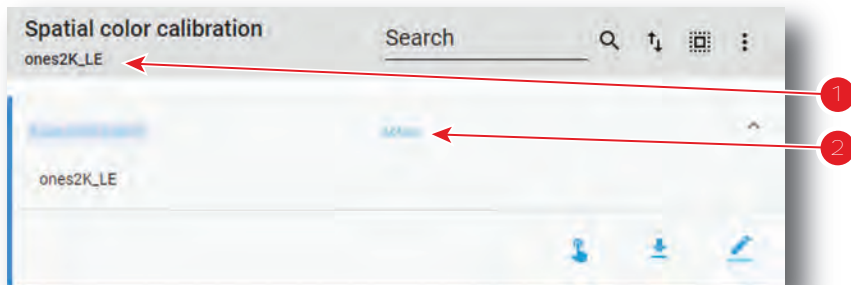 Spatial color calibration
Search
ones2K_LE
1
2
ones2K_LE